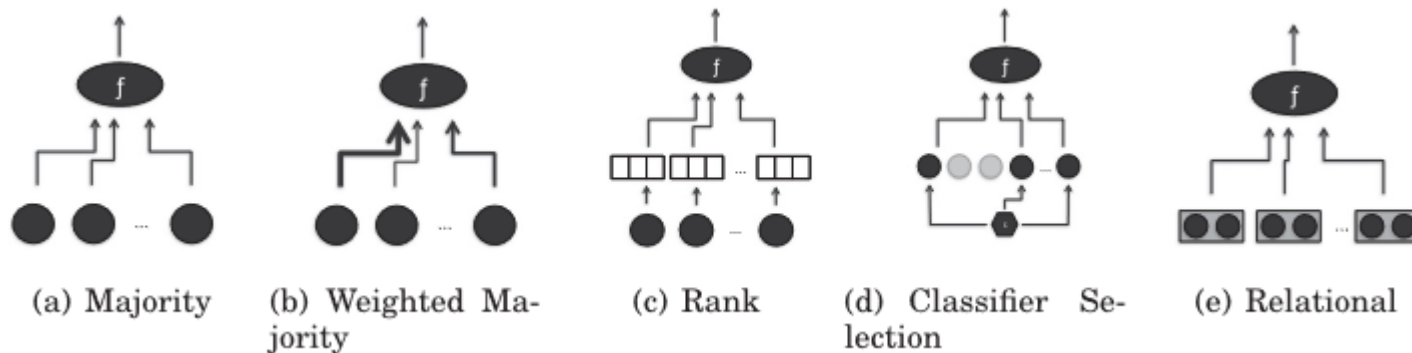 f f f f f
... ... ... ... ...
(a) Majority (b) Weighted Ma- (c) Rank (d) Classifier Se- (e) Relational
jority lection